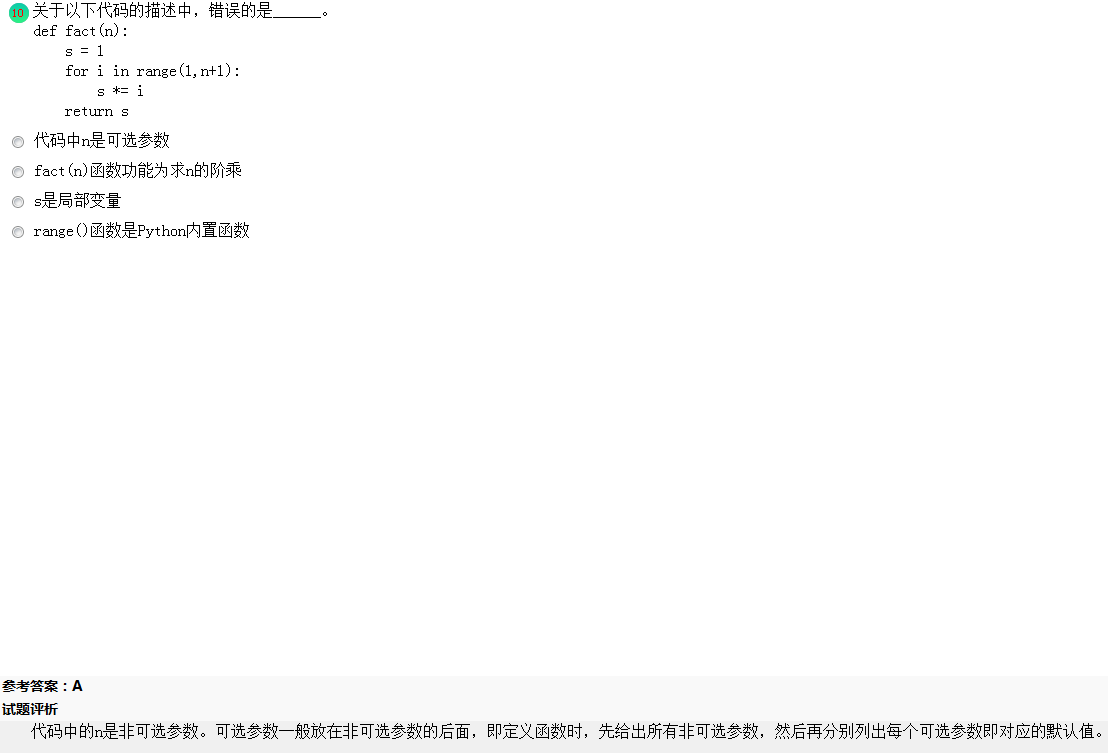 10 关于以下代码的描述中，错误的是______。
def fact(n):
    s = 1
    for i in range(1,n+1):
        s *= i
    return s
代码中n是可选参数
fact(n)函数功能为求n的阶乘
s是局部变量
range()函数是Python内置函数
参考答案：A
试题评析
代码中的n是非可选参数。可选参数一般放在非可选参数的后面，即定义函数时，先给出所有非可选参数，然后再分别列出每个可选参数即对应的默认值。